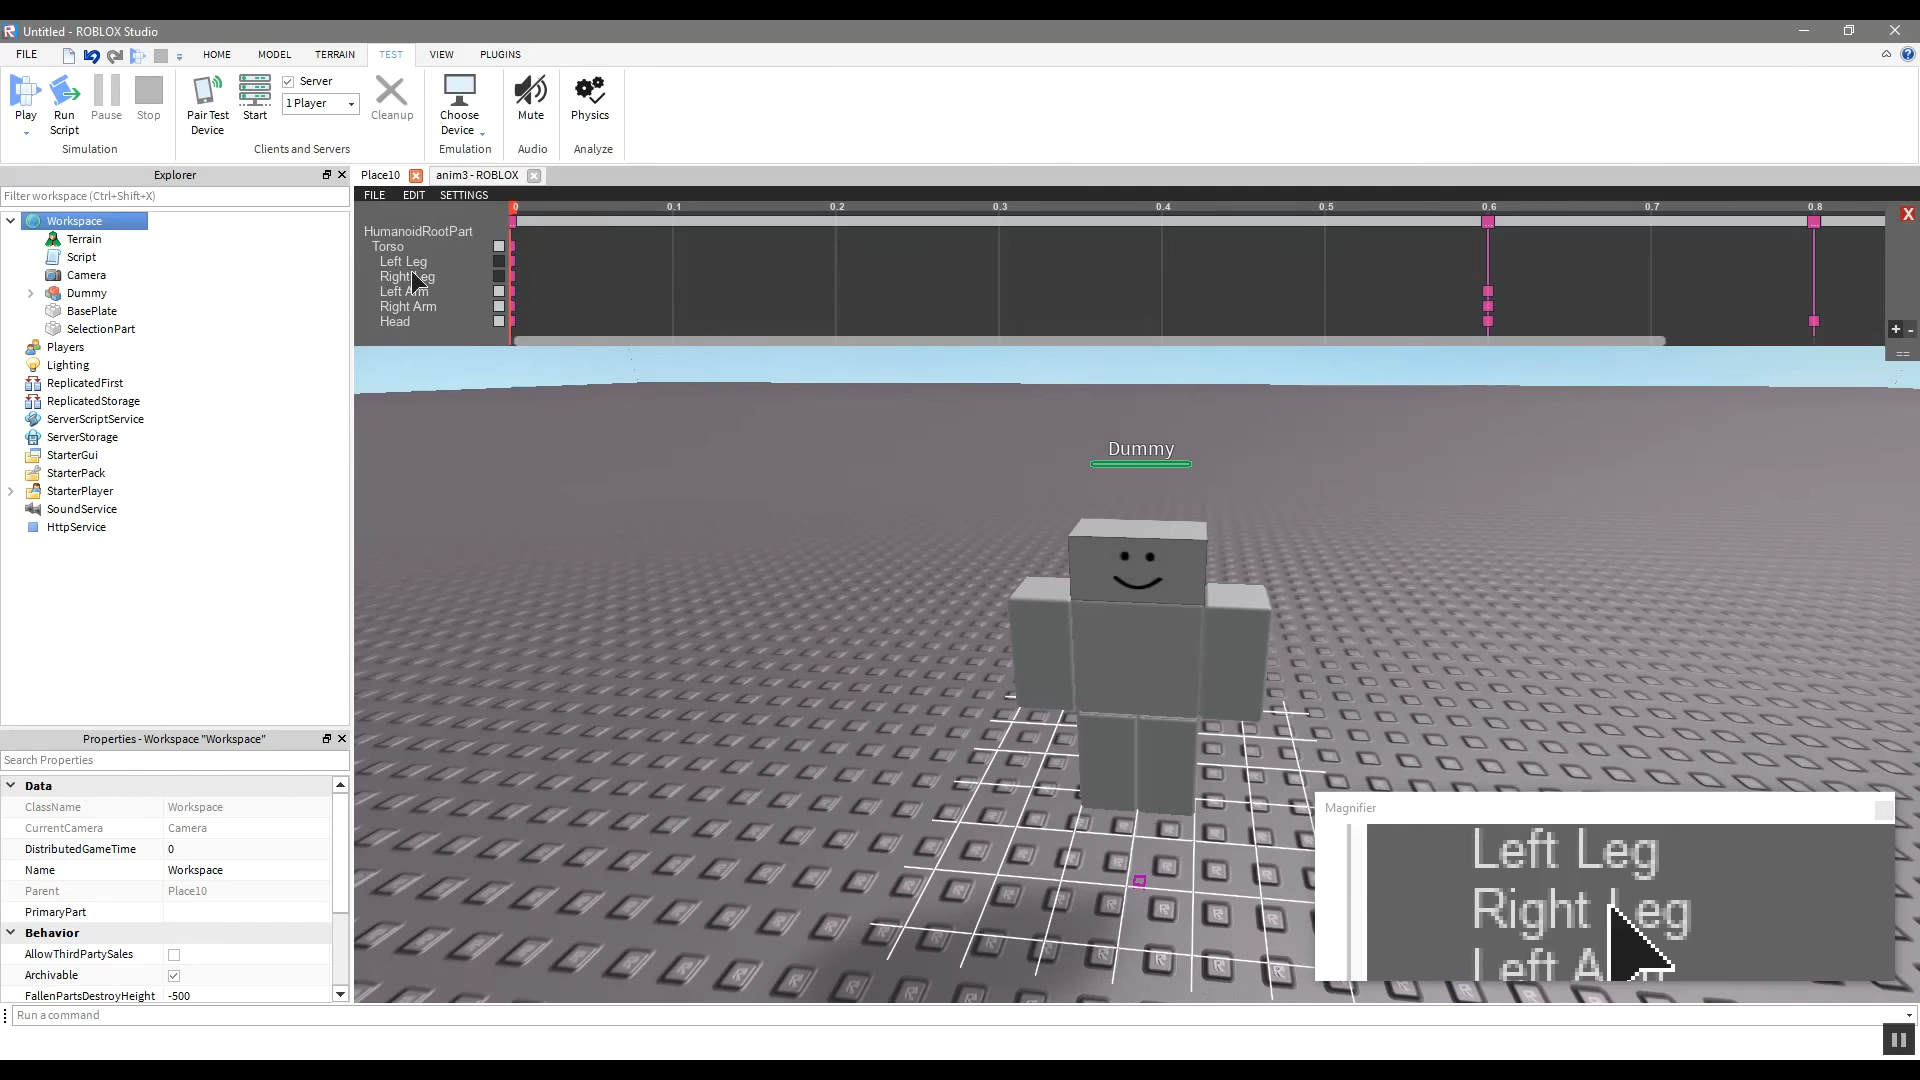 Untitled - ROBLOX Studio
FILE
HOME
MODEL
TERRAIN
TEST
VIEW
PLUGINS
Play
Run
Script
Pause
Stop
Simulation
Pair Test
Device
Start
Server
1 Player
Cleanup
Clients and Servers
Choose
Device
Emulation
Mute
Audio
Physics
Analyze
Explorer
Filter workspace (Ctrl+Shift+X)
Workspace
Terrain
Script
Camera
Dummy
BasePlate
SelectionPart
Players
Lighting
ReplicatedFirst
ReplicatedStorage
ServerScriptService
ServerStorage
StarterGui
StarterPack
StarterPlayer
SoundService
HttpService
Properties - Workspace "Workspace"
Search Properties
Data
ClassName Workspace
CurrentCamera Camera
DistributedGameTime 0
Name Workspace
Parent Place10
PrimaryPart
Behavior
AllowThirdPartySales
Archivable
FallenPartsDestroyHeight -500
Run a command
Place10
anim3 - ROBLOX
FILE EDIT SETTINGS
0 0.1 0.2 0.3 0.4 0.5 0.6 0.7 0.8
X
HumanoidRootPart
Torso
Left Leg
Right Leg
Left Arm
Right Arm
Head
+ -
==
Dummy
Magnifier
Left Leg
Right Leg
Left A